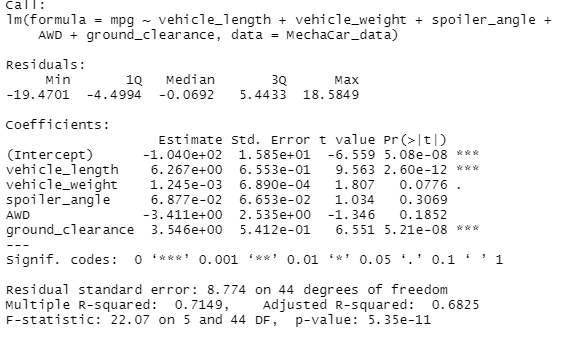 Call:
lm(formula = mpg ~ vehicle_length + vehicle_weight + spoiler_angle +
    AWD + ground_clearance, data = MechaCar_data)
Residuals:
     Min       1Q   Median       3Q      Max
-19.4701  -4.4994  -0.0692   5.4433  18.5849
Coefficients:
                   Estimate Std. Error t value Pr(>|t|)
(Intercept)      -1.040e+02  1.585e+01  -6.559 5.08e-08 ***
vehicle_length    6.267e+00  6.553e-01   9.563 2.60e-12 ***
vehicle_weight    1.245e-03  6.890e-04   1.807   0.0776 .
spoiler_angle     6.877e-02  6.653e-02   1.034   0.3069
AWD              -3.411e+00  2.535e+00  -1.346   0.1852
ground_clearance  3.546e+00  5.412e-01   6.551 5.21e-08 ***
---
Signif. codes:  0 ‘***’ 0.001 ‘**’ 0.01 ‘*’ 0.05 ‘.’ 0.1 ‘ ’ 1
Residual standard error: 8.774 on 44 degrees of freedom
Multiple R-squared:  0.7149,    Adjusted R-squared:  0.6825
F-statistic: 22.07 on 5 and 44 DF,  p-value: 5.35e-11